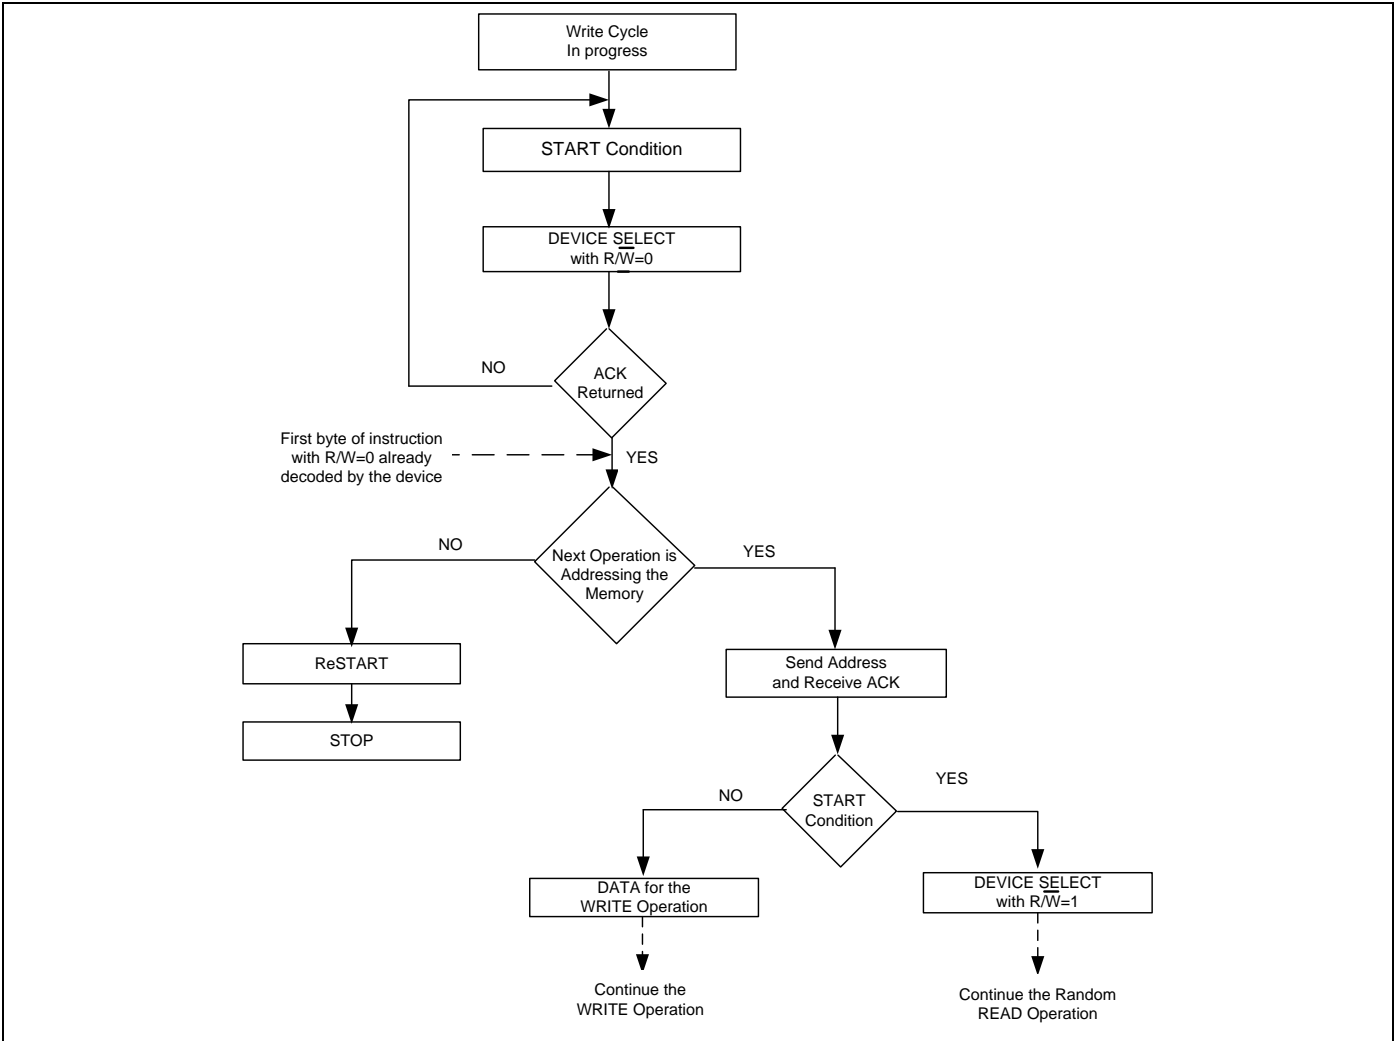 Write Cycle
In progress
START Condition
DEVICE SELECT
with R/W̅=0
NO
ACK
Returned
First byte of instruction
with R/W=0 already
decoded by the device
YES
NO
YES
Next Operation is
Addressing the
Memory
ReSTART
Send Address
and Receive ACK
STOP
NO
YES
START
Condition
DATA for the
WRITE Operation
DEVICE SELECT
with R/W̅=1
Continue the
WRITE Operation
Continue the Random
READ Operation